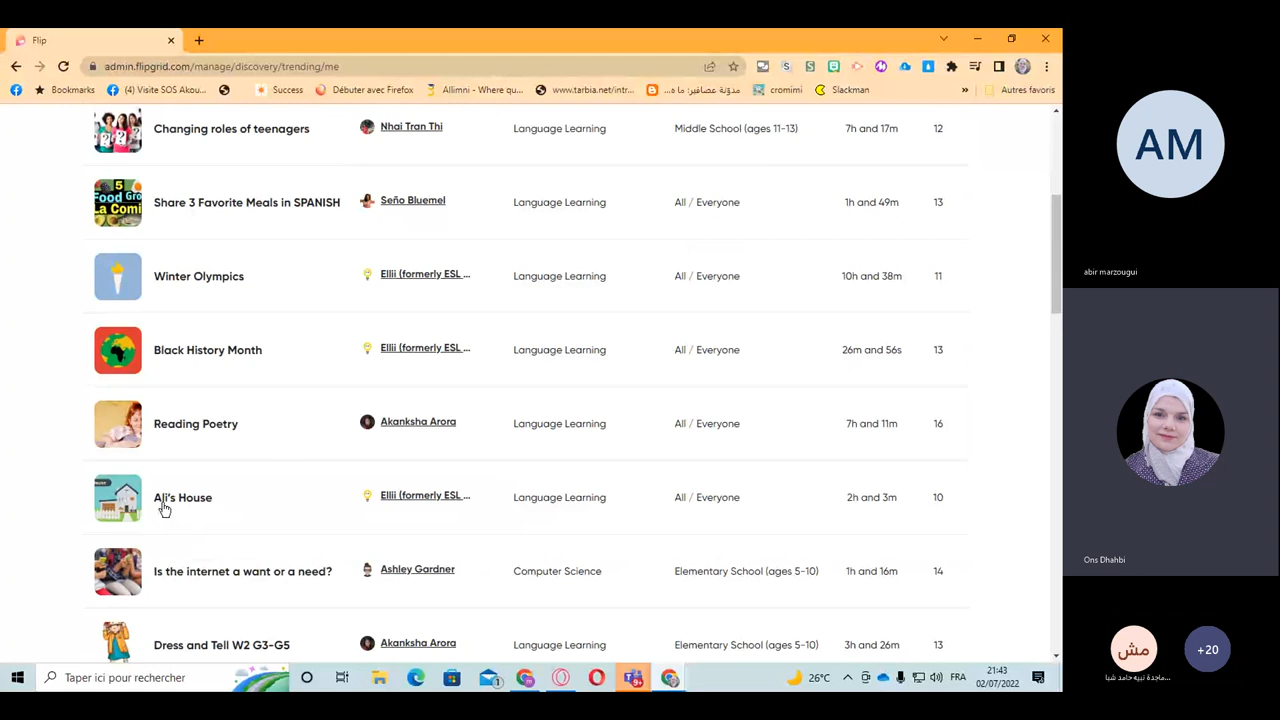 Flip
admin.flipgrid.com/manage/discovery/trending/me
Bookmarks
(4) Visite SOS Akou...
Success
Débuter avec Firefox
Allimni - Where qu...
www.tarbia.net/intr...
مدوّنة عصافير: ما ه...
cromimi
Slackman
»
Autres favoris
Changing roles of teenagers Nhai Tran Thi Language Learning Middle School (ages 11-13) 7h and 17m 12
Share 3 Favorite Meals in SPANISH Seño Bluemel Language Learning All / Everyone 1h and 49m 13
Winter Olympics Ellii (formerly ESL ... Language Learning All / Everyone 10h and 38m 11
Black History Month Ellii (formerly ESL ... Language Learning All / Everyone 26m and 56s 13
Reading Poetry Akanksha Arora Language Learning All / Everyone 7h and 11m 16
Ali's House Ellii (formerly ESL ... Language Learning All / Everyone 2h and 3m 10
Is the internet a want or a need? Ashley Gardner Computer Science Elementary School (ages 5-10) 1h and 16m 14
Dress and Tell W2 G3-G5 Akanksha Arora Language Learning Elementary School (ages 5-10) 3h and 26m 13
Taper ici pour rechercher
26°C
FRA
21:43
02/07/2022
AM
abir marzougui
Ons Dhahbi
مش
+20